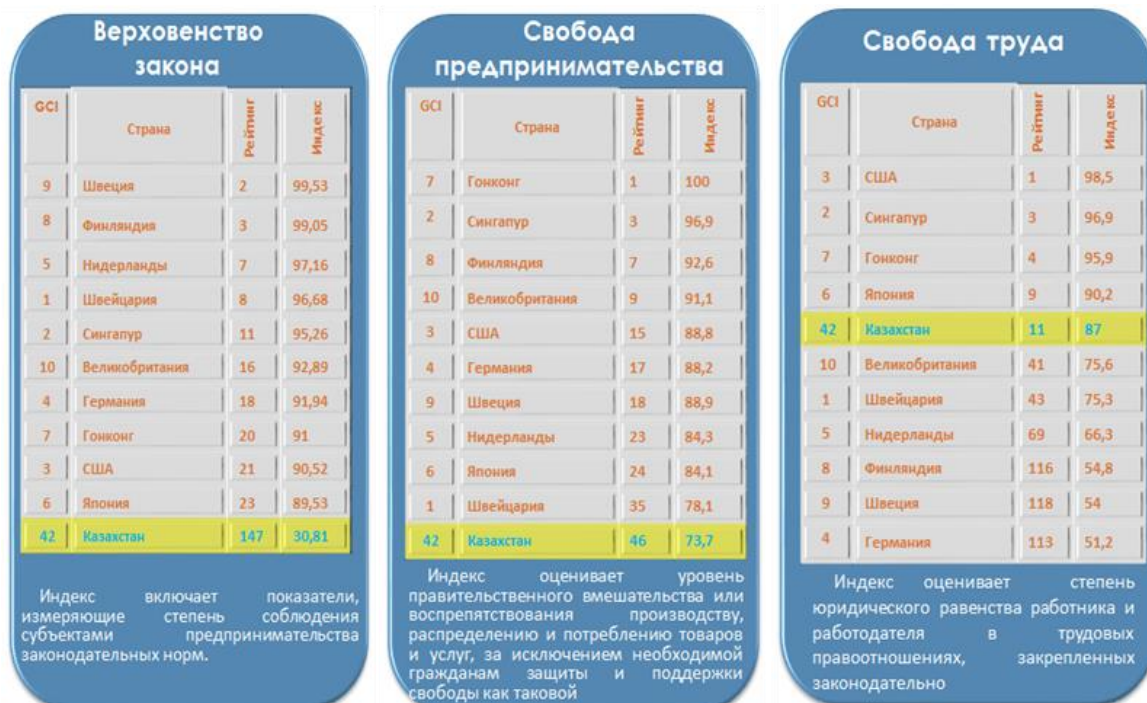 Верховенство
закона
GCI Страна Рейтинг Индекс
9 Швеция 2 99,53
8 Финляндия 3 99,05
5 Нидерланды 7 97,16
1 Швейцария 8 96,68
2 Сингапур 11 95,26
10 Великобритания 16 92,89
4 Германия 18 91,94
7 Гонконг 20 91
3 США 21 90,52
6 Япония 23 89,53
42 Казахстан 147 30,81
Индекс включает показатели,
измеряющие степень соблюдения
субъектами предпринимательства
законодательных норм.
Свобода
предпринимательства
GCI Страна Рейтинг Индекс
7 Гонконг 1 100
2 Сингапур 3 96,9
8 Финляндия 7 92,6
10 Великобритания 9 91,1
3 США 15 88,8
4 Германия 17 88,2
9 Швеция 18 88,9
5 Нидерланды 23 84,3
6 Япония 24 84,1
1 Швейцария 35 78,1
42 Казахстан 46 73,7
Индекс оценивает уровень
правительственного вмешательства или
воспрепятствования производству,
распределению и потреблению товаров
и услуг, за исключением необходимой
гражданам защиты и поддержки
свободы как таковой
Свобода труда
GCI Страна Рейтинг Индекс
3 США 1 98,5
2 Сингапур 3 96,9
7 Гонконг 4 95,9
6 Япония 9 90,2
42 Казахстан 11 87
10 Великобритания 41 75,6
1 Швейцария 43 75,3
5 Нидерланды 69 66,3
8 Финляндия 116 54,8
9 Швеция 118 54
4 Германия 113 51,2
Индекс оценивает степень
юридического равенства работника и
работодателя в трудовых
правоотношениях, закрепленных
законодательно